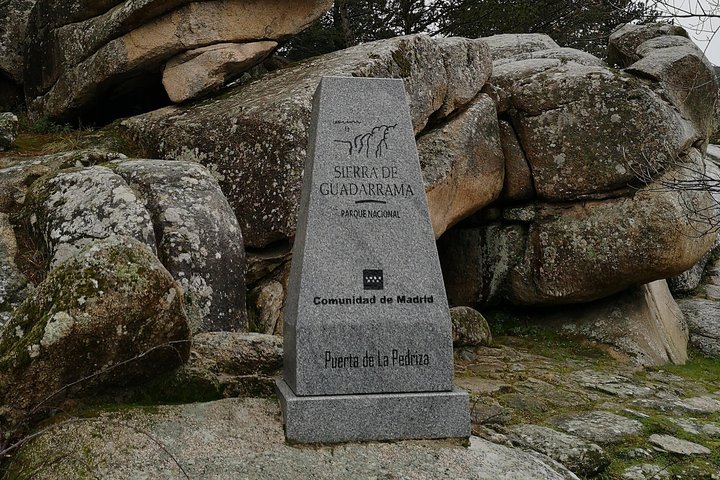 SIERRA DE
GUADARRAMA
PARQUE NACIONAL
Comunidad de Madrid
Puerta de La Pedriza